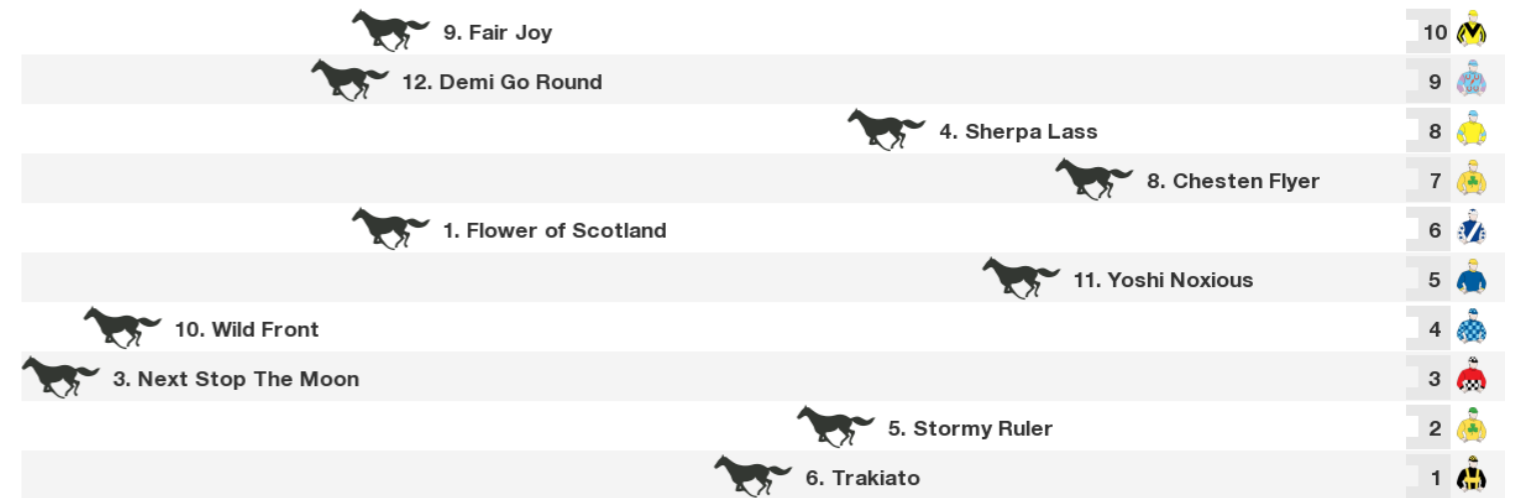 9. Fair Joy 10
12. Demi Go Round 9
4. Sherpa Lass 8
8. Chesten Flyer 7
1. Flower of Scotland 6
11. Yoshi Noxious 5
10. Wild Front 4
3. Next Stop The Moon 3
5. Stormy Ruler 2
6. Trakiato 1